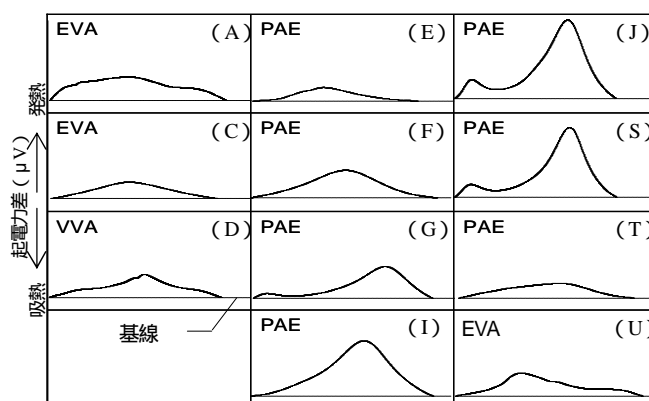 EVA (A) PAE (E) PAE (J)
EVA (C) PAE (F) PAE (S)
VVA (D) PAE (G) PAE (T)
PAE (I) EVA (U)
発熱
起電力差(μV)
吸熱
基線